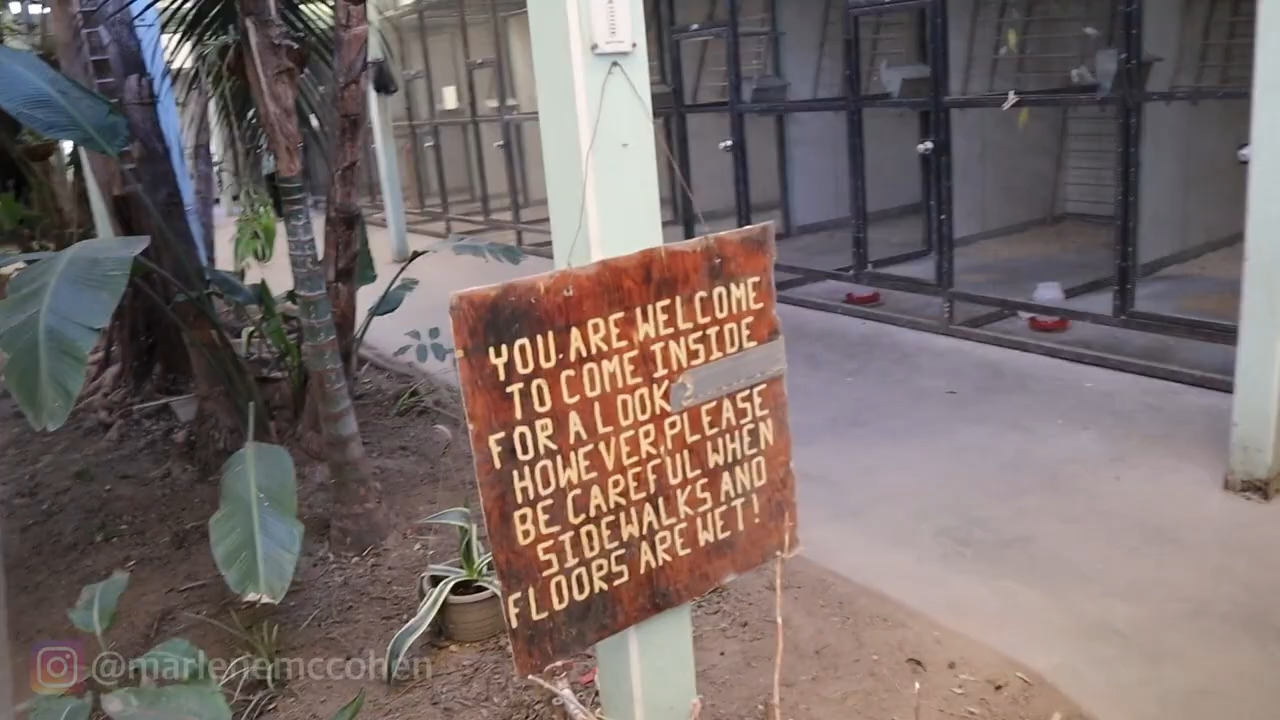 YOU ARE WELCOME
TO COME INSIDE
FOR A LOOK
HOWEVER, PLEASE
BE CAREFUL WHEN
SIDEWALKS AND
FLOORS ARE WET!
@marlenemccohen